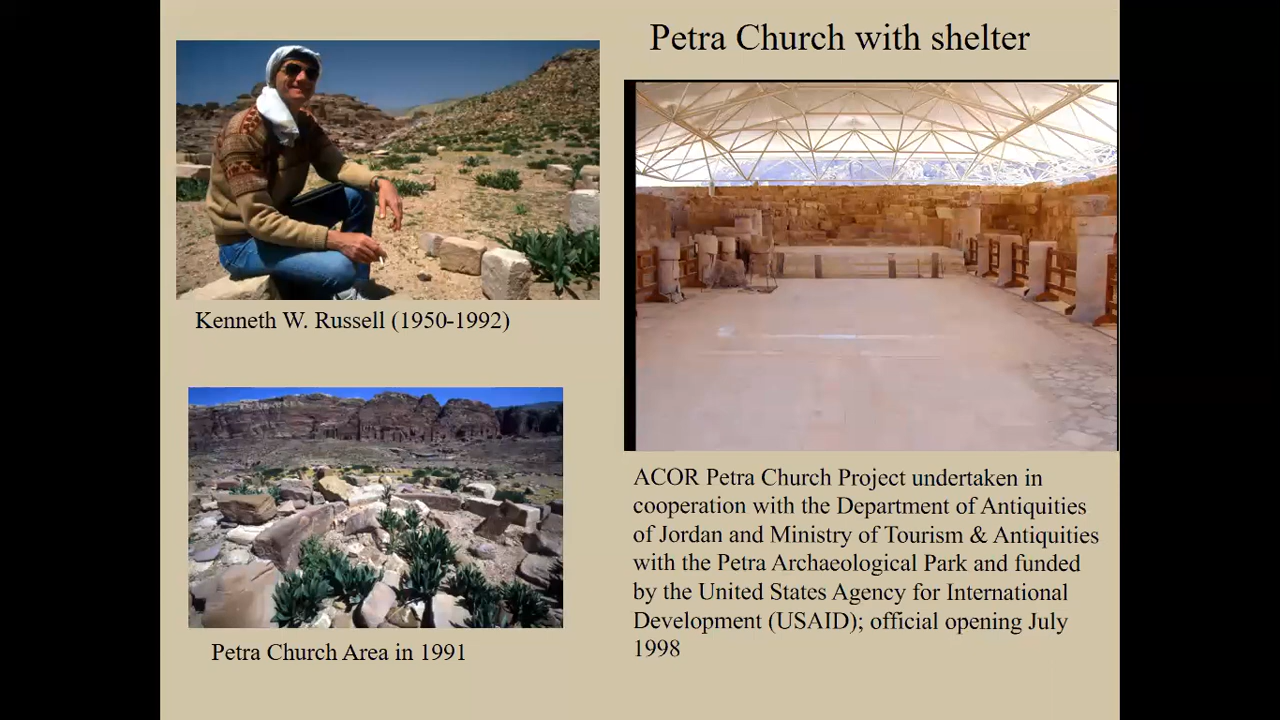 Petra Church with shelter
Kenneth W. Russell (1950-1992)
Petra Church Area in 1991
ACOR Petra Church Project undertaken in
cooperation with the Department of Antiquities
of Jordan and Ministry of Tourism & Antiquities
with the Petra Archaeological Park and funded
by the United States Agency for International
Development (USAID); official opening July
1998